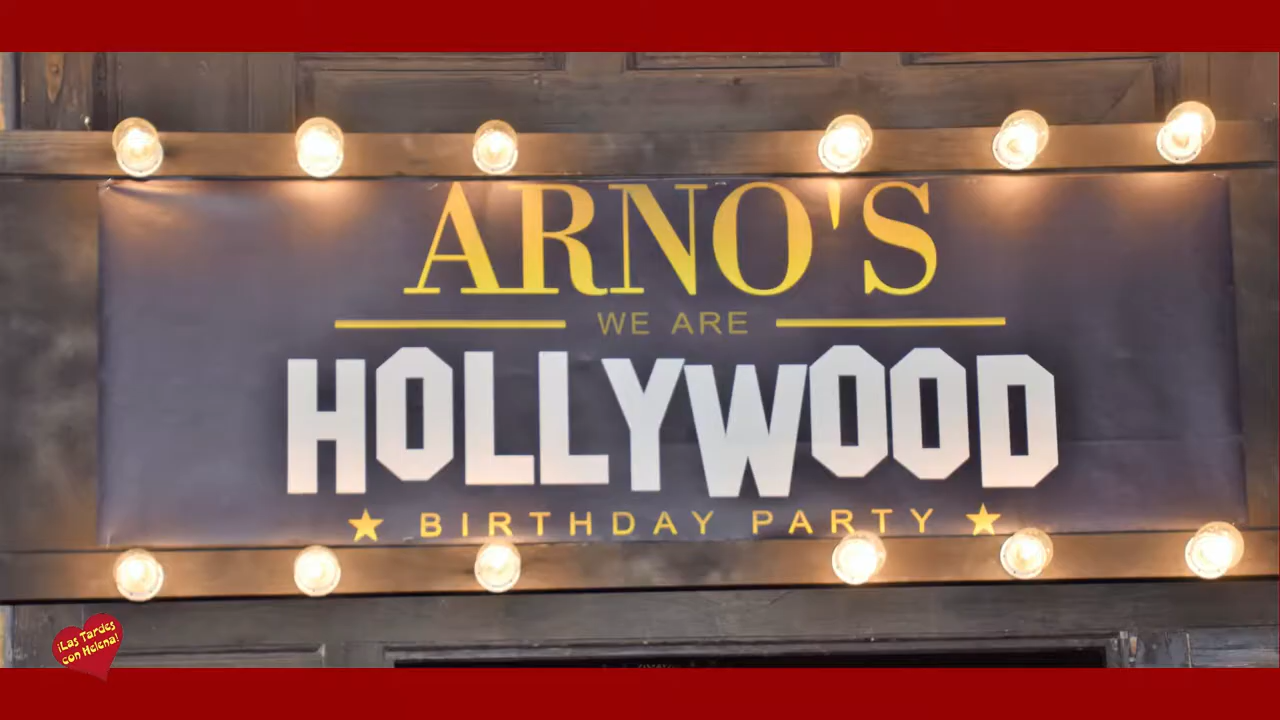 ARNO'S
WE ARE
HOLLYWOOD
BIRTHDAY PARTY
¡Las Tardes
con Helena!